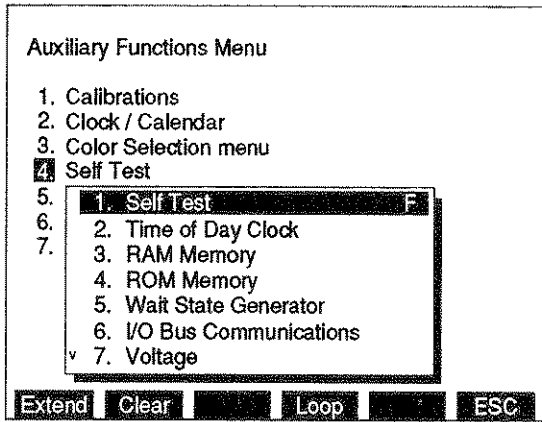 Auxiliary Functions Menu
1. Calibrations
2. Clock / Calendar
3. Color Selection menu
4 Self Test
5.
6.
7.
1. Self Test F
2. Time of Day Clock
3. RAM Memory
4. ROM Memory
5. Wait State Generator
6. I/O Bus Communications
v 7. Voltage
Extend Clear Loop ESC